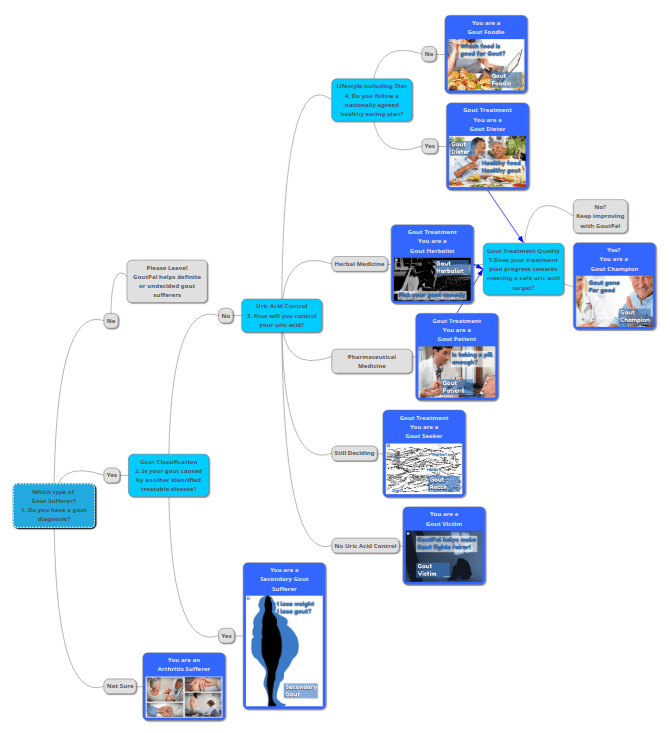 You are a
Gout Foodie
Which food is
good for Gout?
Gout
Foodie
No
Lifestyle Including Diet
4. Do you follow a
nationally agreed
healthy eating plan?
Gout Treatment
You are a
Gout Dieter
Gout
Dieter
Healthy food
Healthy gout
Yes
No?
Keep improving
with GoutPal
Gout Treatment
You are a
Gout Herbalist
Gout
Herbalist
Pick your gout remedy
Herbal Medicine
Gout Treatment Quality
5.Does your treatment
plan progress towards
meeting a safe uric acid
target?
Yes?
You are a
Gout Champion
Gout gone
For good
Gout
Champion
Please Leave!
GoutPal helps definite
or undecided gout
sufferers
No
No
Uric Acid Control
3. How will you control
your uric acid?
Gout Treatment
You are a
Gout Patient
Is taking a pill
enough?
Gout
Patient
Pharmaceutical
Medicine
Gout Treatment
You are a
Gout Seeker
Gout
Still Deciding
Gout Classification
2. Is your gout caused
by another identified
treatable disease?
Yes
Which type of
Gout Sufferer?
1. Do you have a gout
diagnosis?
You are a
Gout Victim
GoutPal helps make
Gout fights fairer!
Gout
Victim
No Uric Acid Control
You are a
Secondary Gout
Sufferer
I lose weight
I lose gout?
Secondary
Gout
Yes
You are an
Arthritis Sufferer
Not Sure